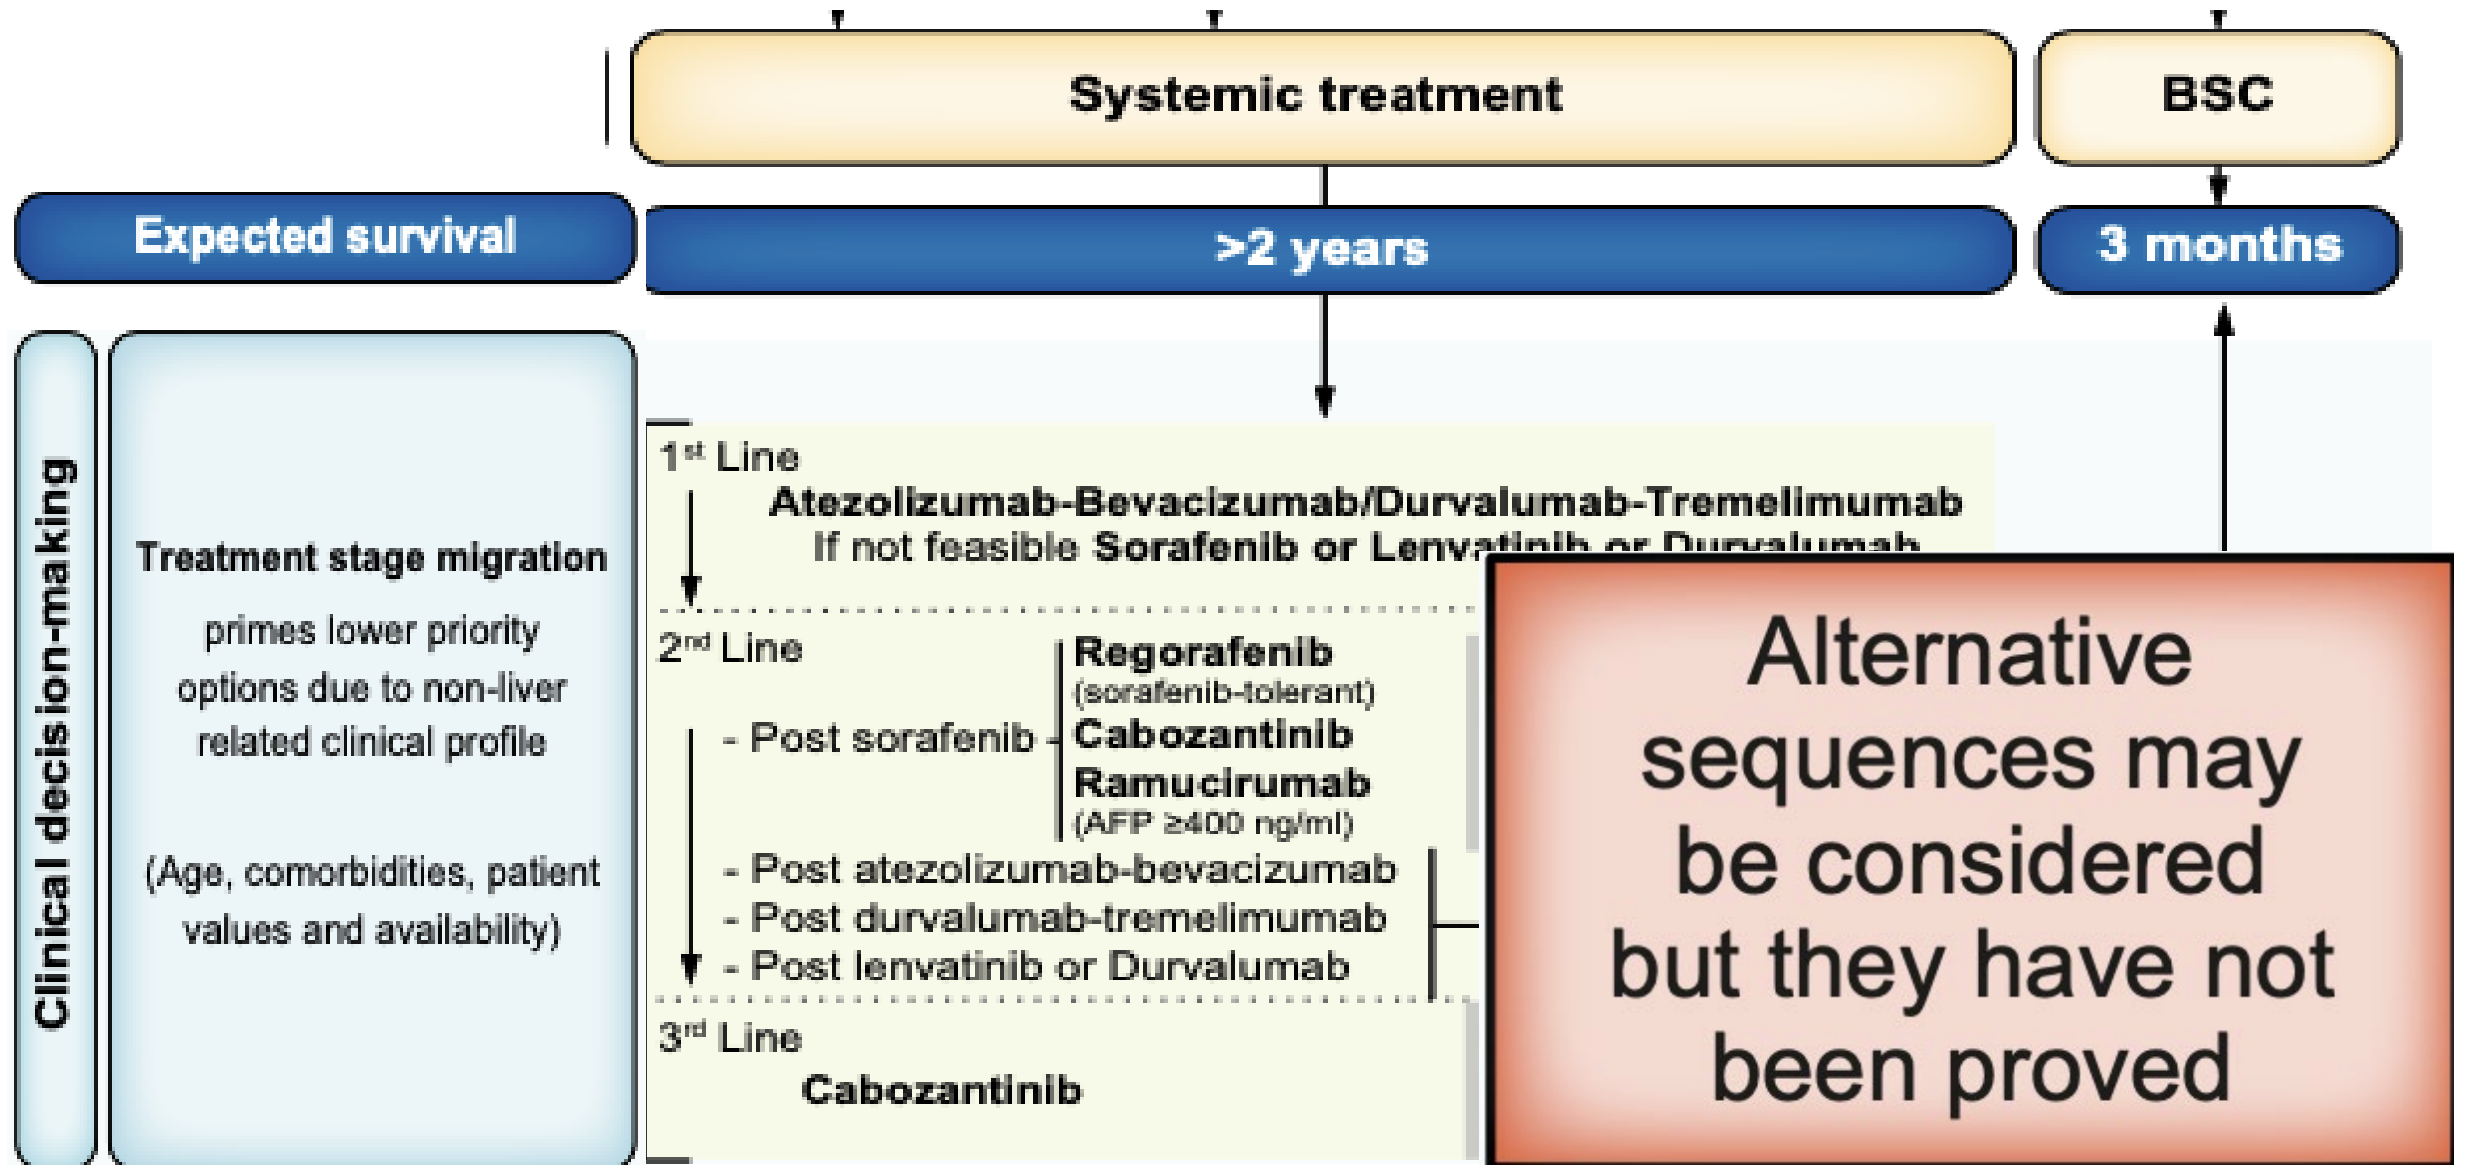 Systemic treatment
BSC
Expected survival
>2 years
3 months
Clinical decision-making
Treatment stage migration
primes lower priority
options due to non-liver
related clinical profile
(Age, comorbidities, patient
values and availability)
1st Line
Atezolizumab-Bevacizumab/Durvalumab-Tremelimumab
If not feasible Sorafenib or Lenvatinib or Durvalumab
2nd Line
- Post sorafenib
Regorafenib
(sorafenib-tolerant)
Cabozantinib
Ramucirumab
(AFP ≥400 ng/ml)
- Post atezolizumab-bevacizumab
- Post durvalumab-tremelimumab
- Post lenvatinib or Durvalumab
3rd Line
Cabozantinib
Alternative
sequences may
be considered
but they have not
been proved